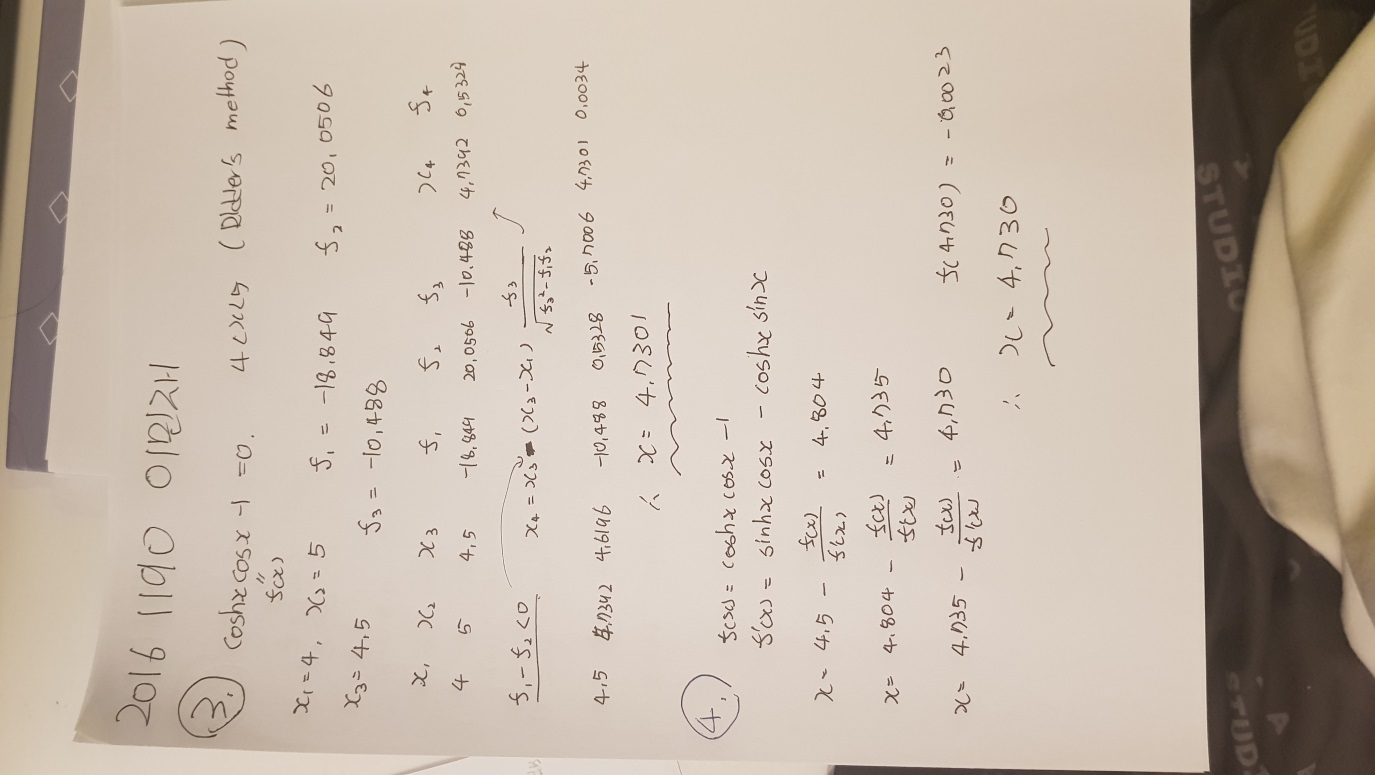 2016 1190 이민재
③. coshx cosx -1 =0. 4<x<5 (Ridder's method)
" f(x)
x₁=4, x₂=5 f₁ = -18,849 f₂ = 20,0506
x₃=4,5 f₃ = -10,488
x₁ x₂ x₃ f₁ f₂ f₃ x₄ f₄
4 5 4,5 -18,849 20,0506 -10.488 4,7342 0,1532
f₁-f₂<0 x₄ = x₃-(x₃-x₁) f₃/√(f₃²-f₁f₂)
4,5 4,7342 4,6196 -10,488 0,1532 -5,7006 4,7301 0,0034
∴ x= 4,7301
④. f(x)= coshx cosx -1
f'(x) = sinhx cosx - coshx sinx
x= 4,5 - f(x)/f'(x) = 4.804
x= 4.804 - f(x)/f'(x) = 4,735
x= 4,735 - f(x)/f'(x) = 4,730 f(4,730) = -0,0023
∴ x= 4,730
STUDIO
STUD